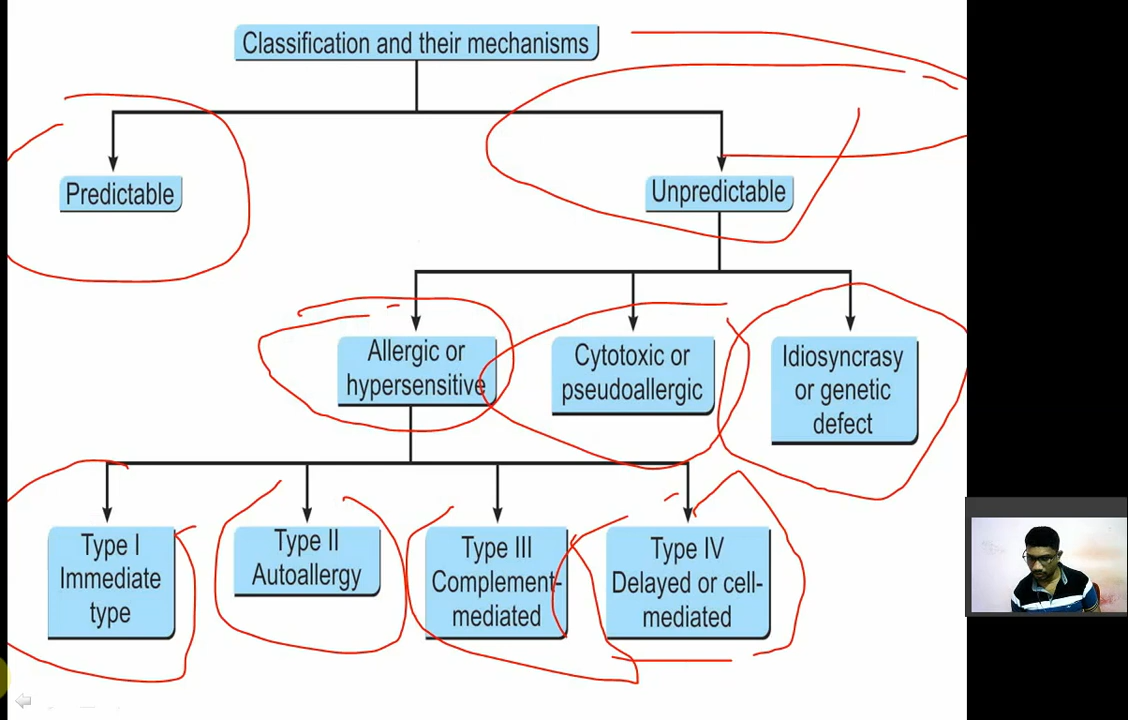 Classification and their mechanisms
Predictable
Unpredictable
Allergic or
hypersensitive
Cytotoxic or
pseudoallergic
Idiosyncrasy
or genetic
defect
Type I
Immediate
type
Type II
Autoallergy
Type III
Complement-
mediated
Type IV
Delayed or cell-
mediated